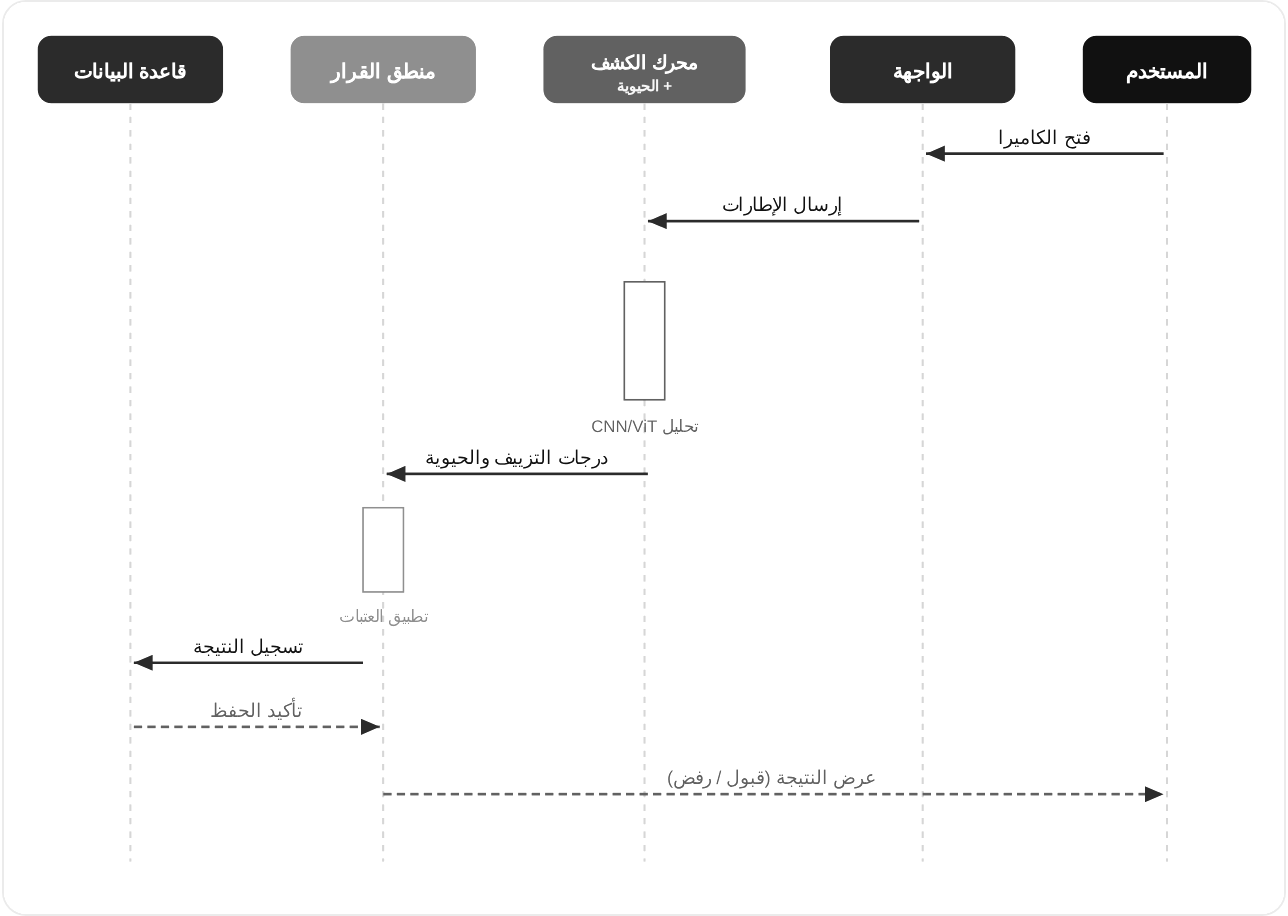 المستخدم
الواجهة
محرك الكشف
+ الحيوية
منطق القرار
قاعدة البيانات
فتح الكاميرا
إرسال الإطارات
تحليل CNN/ViT
درجات التزييف والحيوية
تطبيق العتبات
تسجيل النتيجة
تأكيد الحفظ
عرض النتيجة (قبول / رفض)